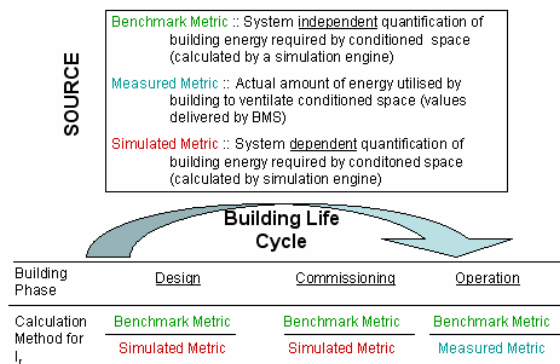 SOURCE
Benchmark Metric :: System independent quantification of
building energy required by conditioned space
(calculated by a simulation engine)
Measured Metric :: Actual amount of energy utilised by
building to ventilate conditioned space (values
delivered by BMS)
Simulated Metric :: System dependent quantification of
building energy required by conditoned space
(calculated by simulation engine)
Building Life
Cycle
Building
Phase
Design
Commissioning
Operation
Calculation
Method for
Ir
Benchmark Metric
Simulated Metric
Benchmark Metric
Simulated Metric
Benchmark Metric
Measured Metric